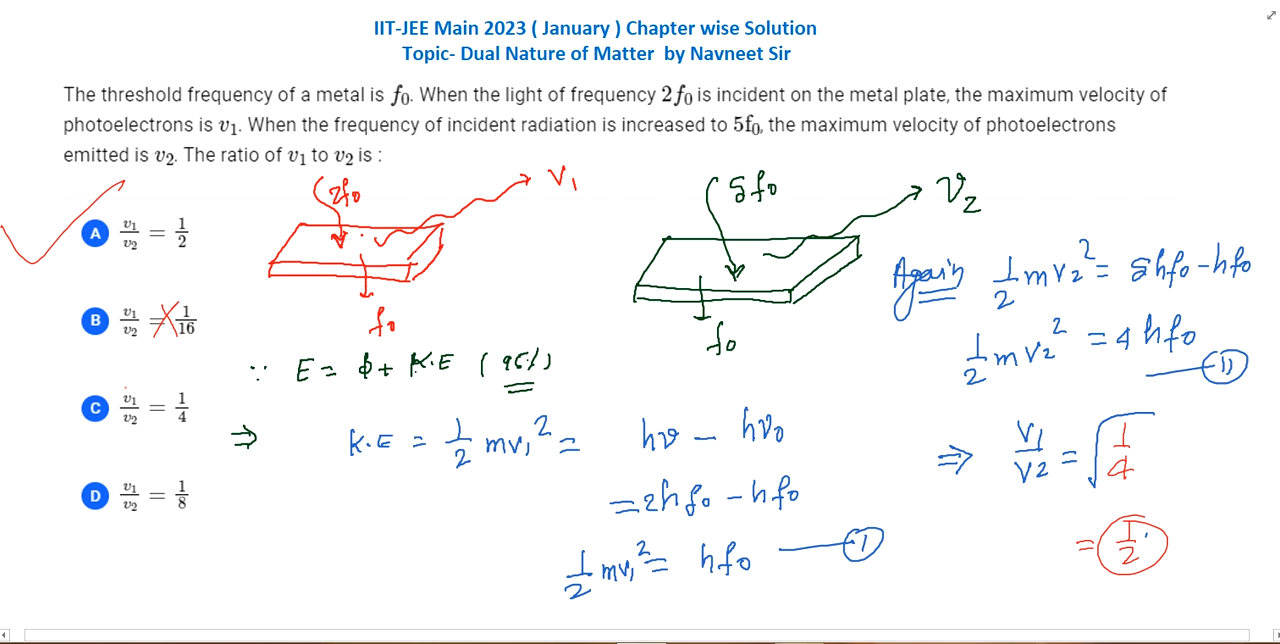 IIT-JEE Main 2023 ( January ) Chapter wise Solution
Topic- Dual Nature of Matter by Navneet Sir
The threshold frequency of a metal is f₀. When the light of frequency 2f₀ is incident on the metal plate, the maximum velocity of
photoelectrons is v₁. When the frequency of incident radiation is increased to 5f₀, the maximum velocity of photoelectrons
emitted is v₂. The ratio of v₁ to v₂ is :
2f₀
V₁
5f₀
V₂
A v₁/v₂ = 1/2
f₀
f₀
Again 1/2 mv₂² = 5hf₀ - hf₀
B v₁/v₂ = 1/16
1/2 mv₂² = 4hf₀ — (II)
∵ E = φ + K.E
C v₁/v₂ = 1/4
⇒ K.E = 1/2 mv₁² = hν - hν₀
⇒ V₁/V₂ = √(1/4)
D v₁/v₂ = 1/8
= 2hf₀ - hf₀
1/2 mv₁² = hf₀ — (I)
= 1/2